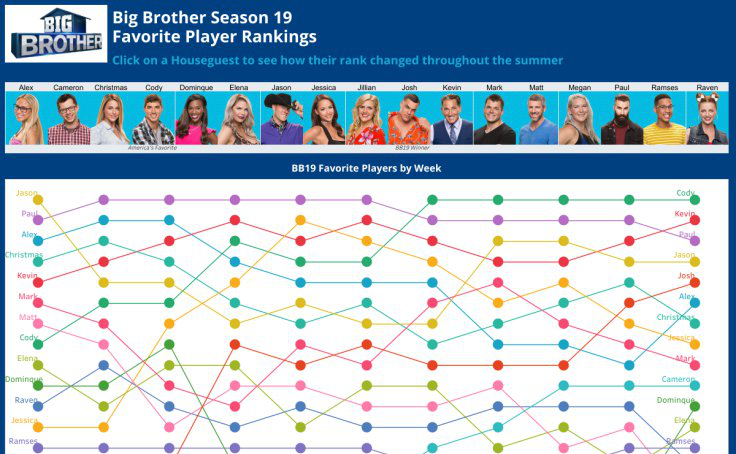 BIG
BROTHER
Big Brother Season 19
Favorite Player Rankings
Click on a Houseguest to see how their rank changed throughout the summer
Alex Cameron Christmas Cody Dominque Elena Jason Jessica Jillian Josh Kevin Mark Matt Megan Paul Ramses Raven
America's Favorite BB19 Winner
BB19 Favorite Players by Week
Jason Cody
Paul Kevin
Alex Paul
Christmas Jason
Kevin Josh
Mark Alex
Matt Christmas
Cody Jessica
Elena Mark
Dominque Cameron
Raven Dominque
Jessica Elena
Ramses Ramses